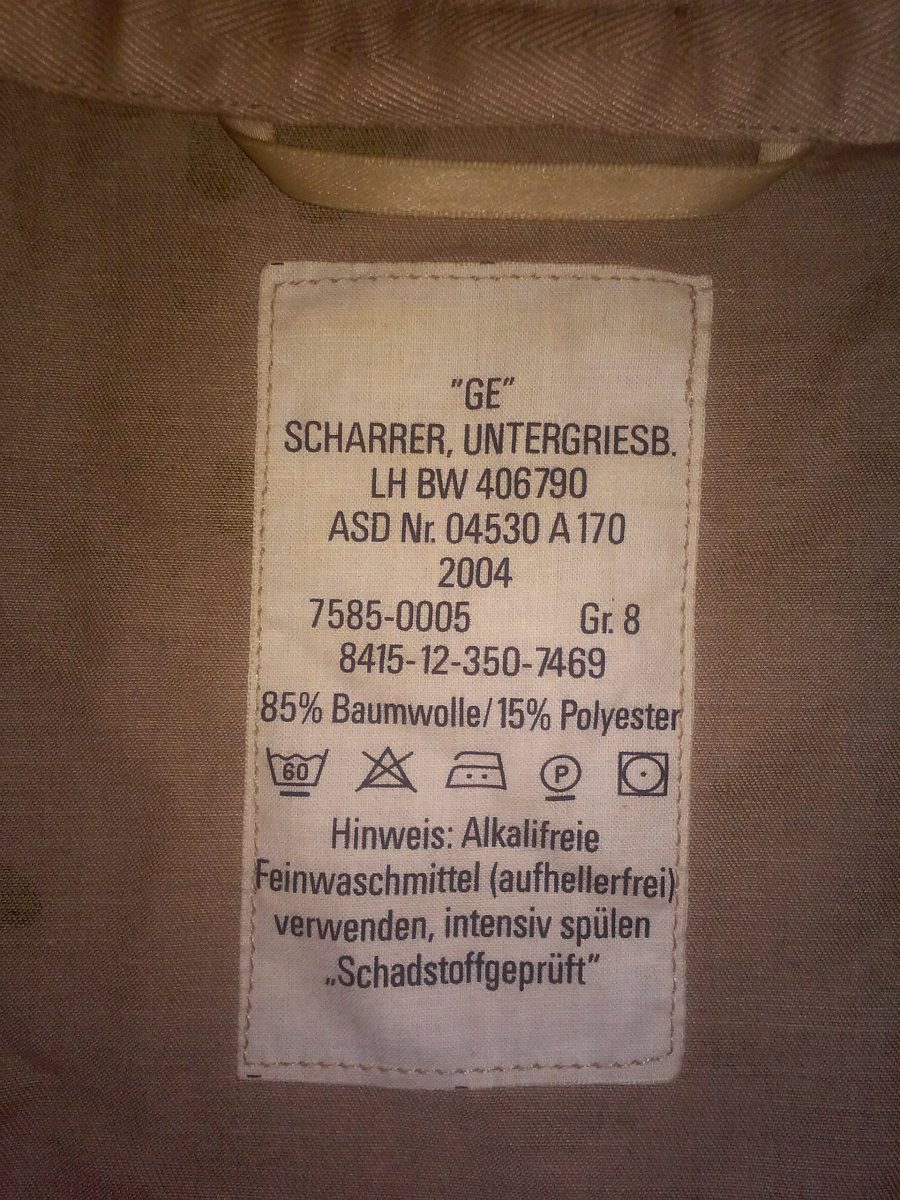 "GE"
SCHARRER, UNTERGRIESB.
LH BW 406790
ASD Nr. 04530 A 170
2004
7585-0005 Gr. 8
8415-12-350-7469
85% Baumwolle/15% Polyester
60 P
Hinweis: Alkalifreie
Feinwaschmittel (aufhellerfrei)
verwenden, intensiv spülen
„Schadstoffgeprüft"